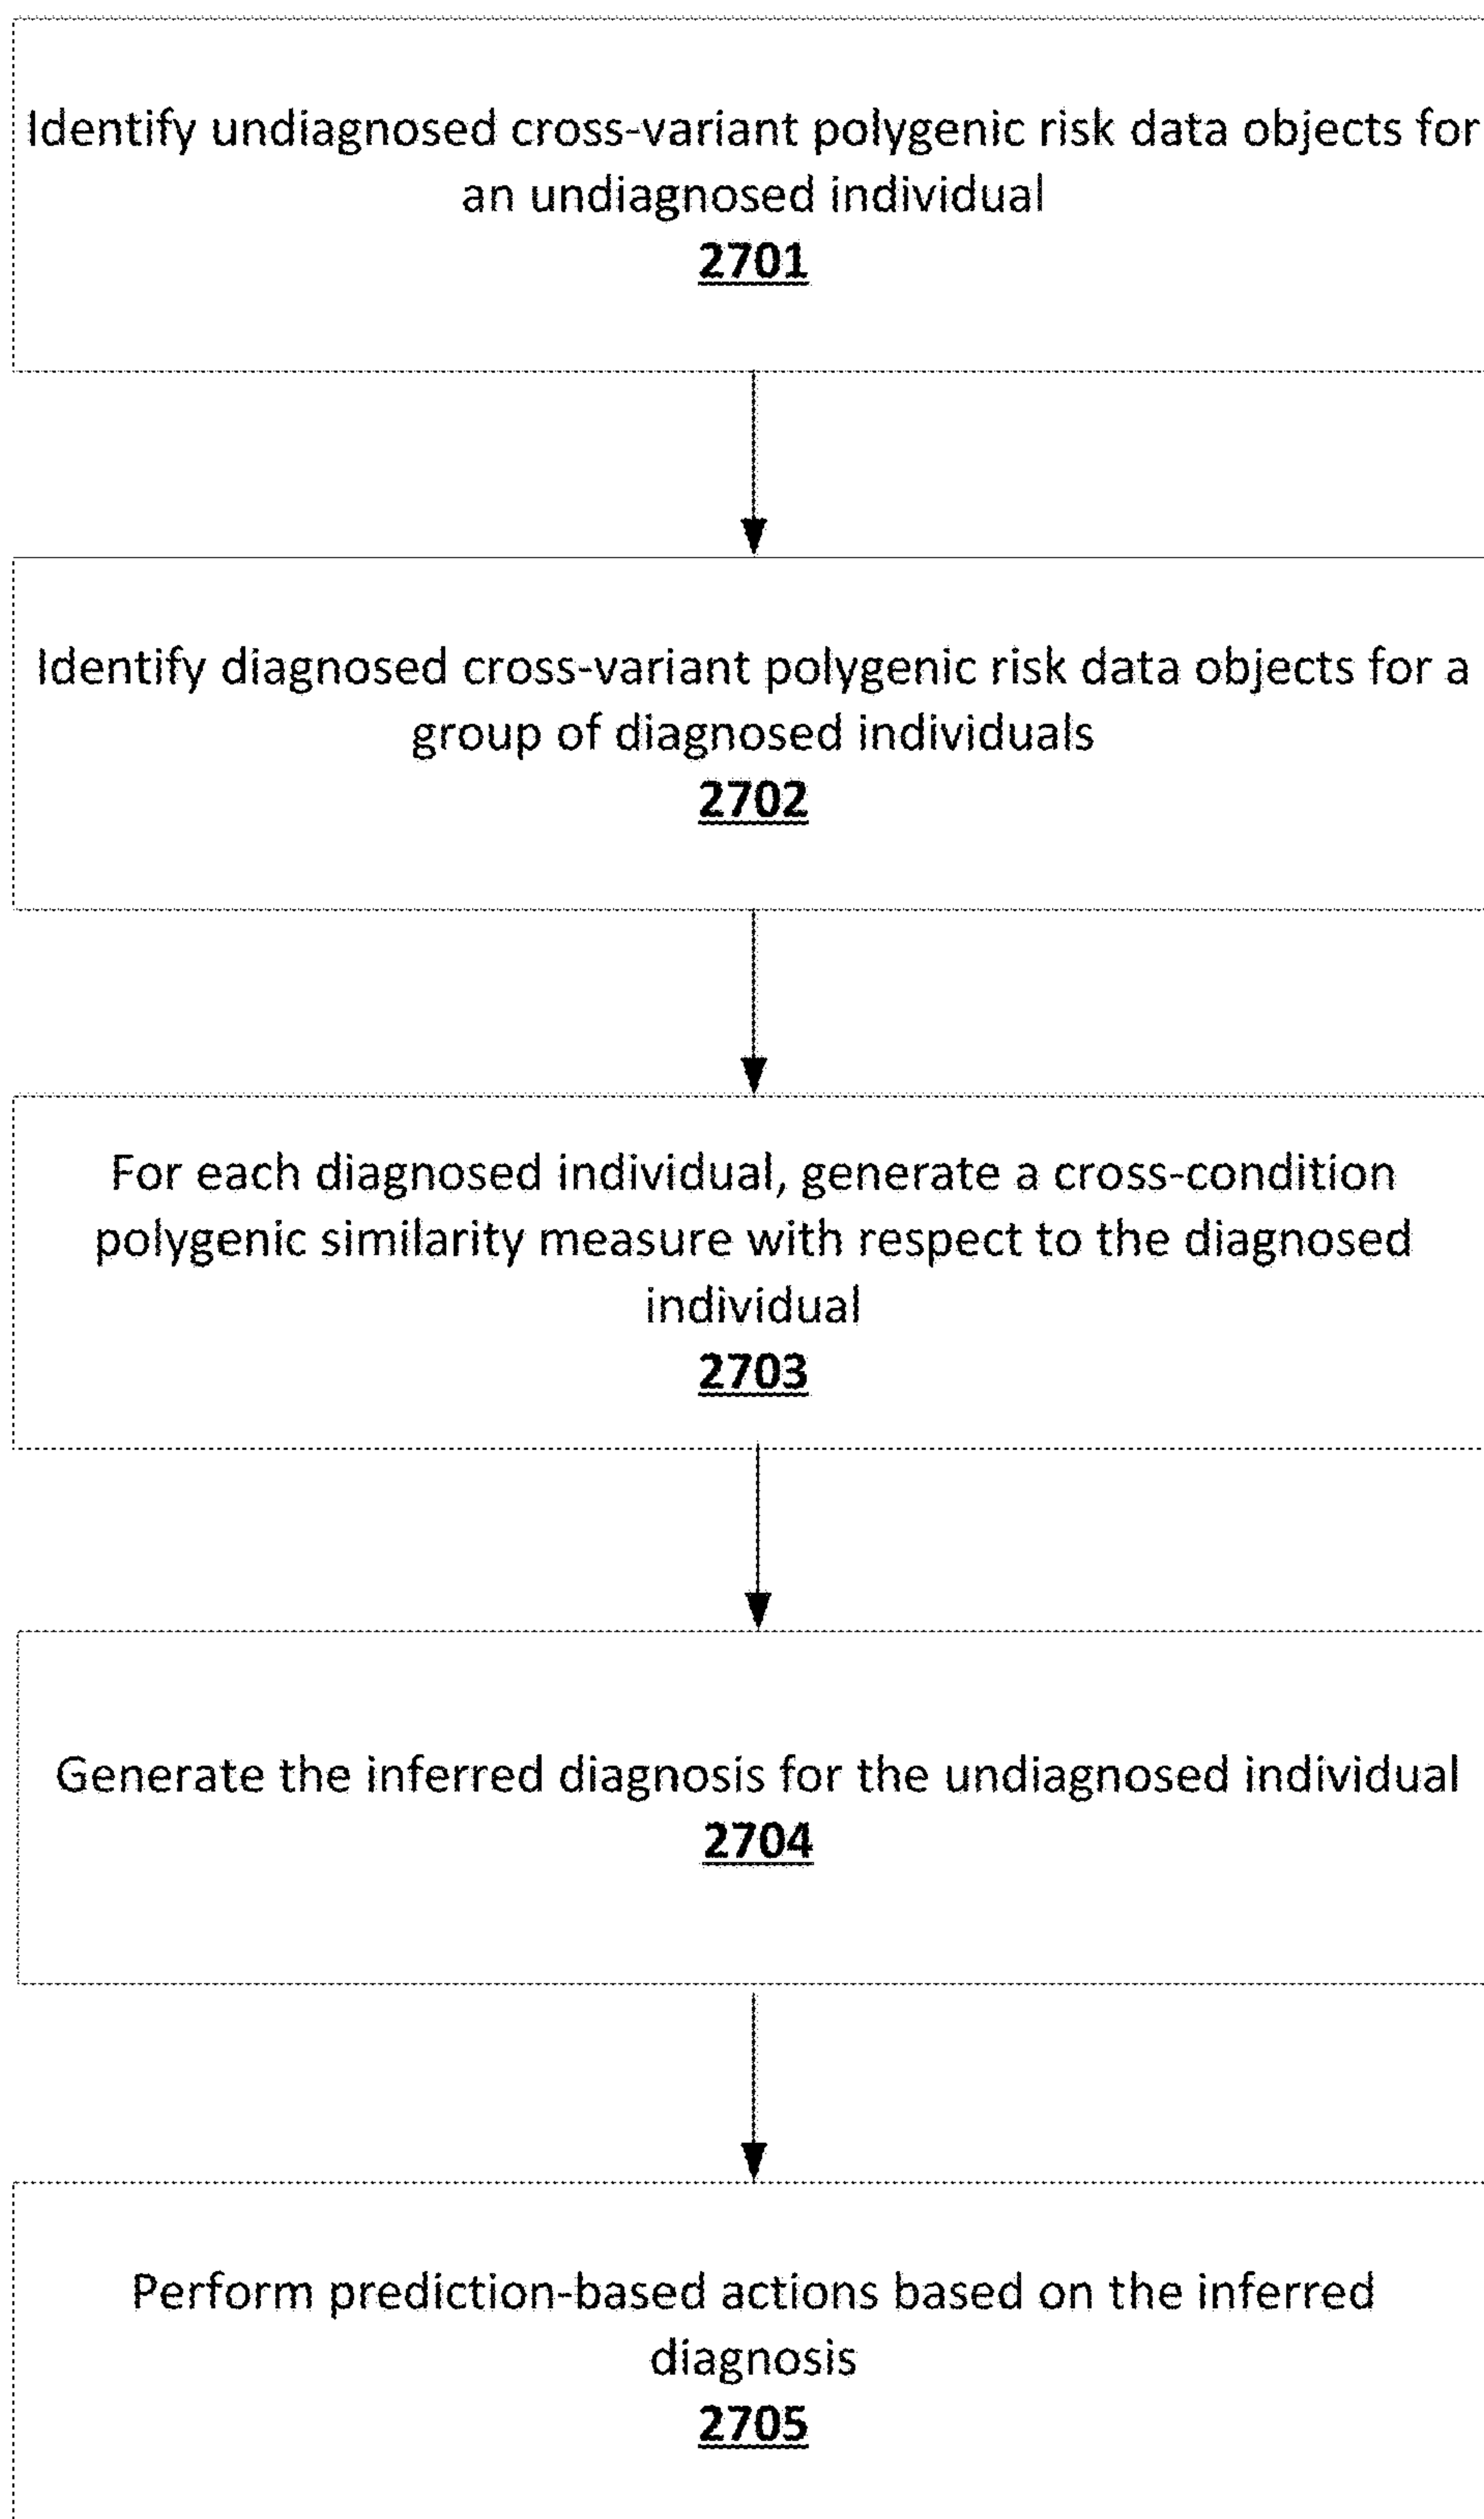 Identify undiagnosed cross-variant polygenic risk data objects for
an undiagnosed individual
2701
Identify diagnosed cross-variant polygenic risk data objects for a
group of diagnosed individuals
2702
For each diagnosed individual, generate a cross-condition
polygenic similarity measure with respect to the diagnosed
individual
2703
Generate the inferred diagnosis for the undiagnosed individual
2704
Perform prediction-based actions based on the inferred
diagnosis
2705